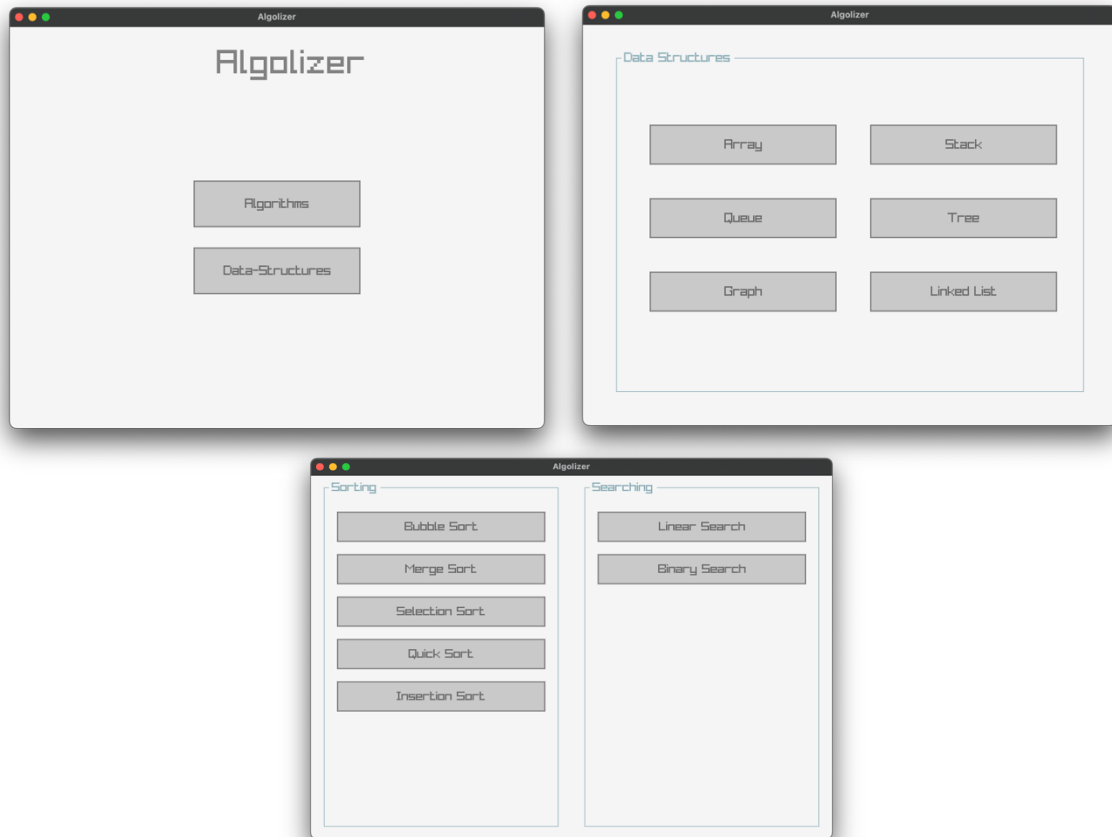 Algolizer
Algolizer
Algorithms
Data-Structures
Algolizer
Data Structures
Array
Stack
Queue
Tree
Graph
Linked List
Algolizer
Sorting
Bubble Sort
Merge Sort
Selection Sort
Quick Sort
Insertion Sort
Searching
Linear Search
Binary Search